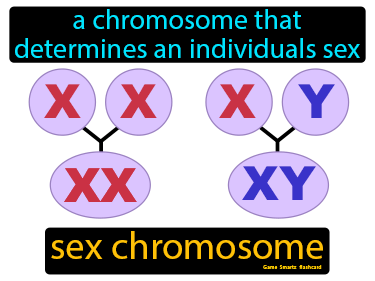 a chromosome that
determines an individuals sex
X X X Y
XX XY
sex chromosome
Game Smartz flashcard